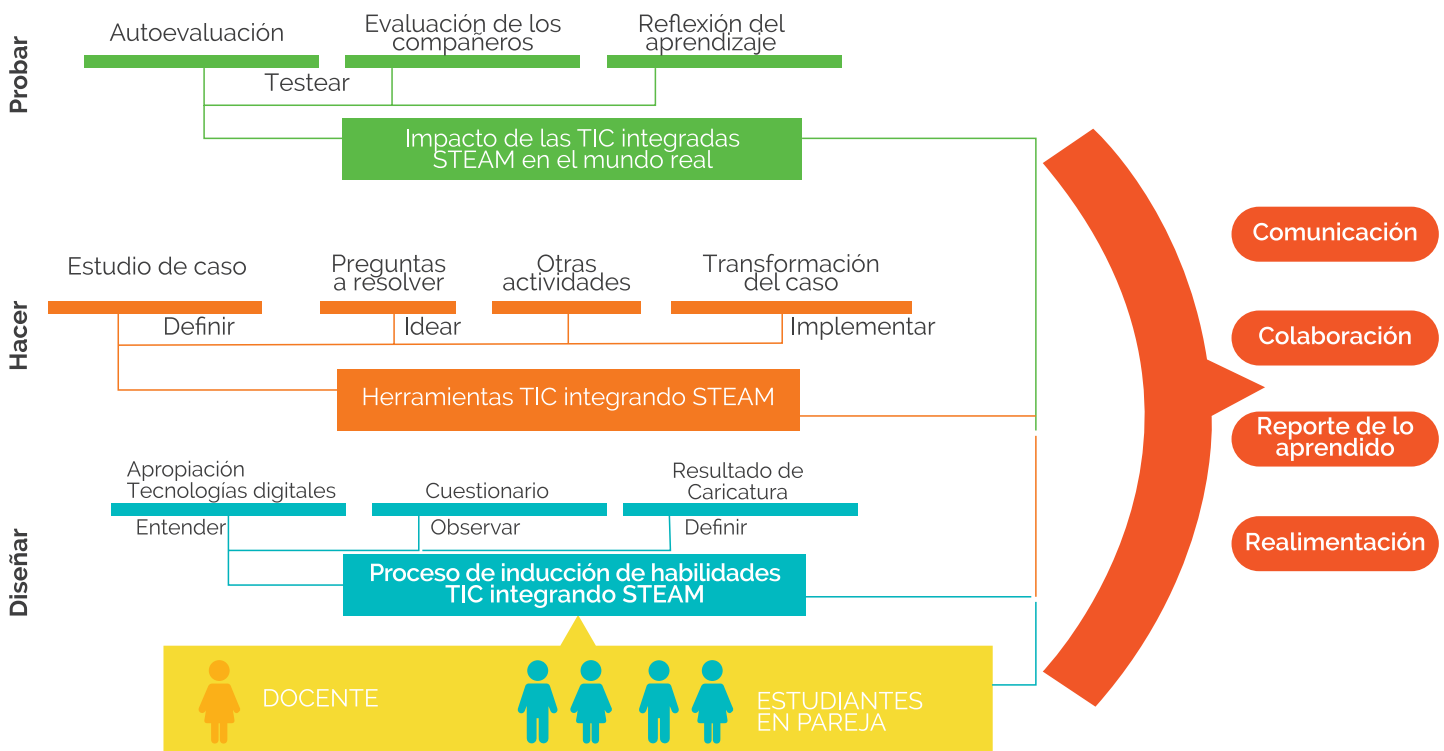 Probar
Autoevaluación
Evaluación de los
compañeros
Reflexión del
aprendizaje
Testear
Impacto de las TIC integradas
STEAM en el mundo real
Hacer
Estudio de caso
Preguntas
a resolver
Otras
actividades
Transformación
del caso
Definir
Idear
Implementar
Herramientas TIC integrando STEAM
Diseñar
Apropiación
Tecnologías digitales
Cuestionario
Resultado de
Caricatura
Entender
Observar
Definir
Proceso de inducción de habilidades
TIC integrando STEAM
DOCENTE
ESTUDIANTES
EN PAREJA
Comunicación
Colaboración
Reporte de lo
aprendido
Realimentación